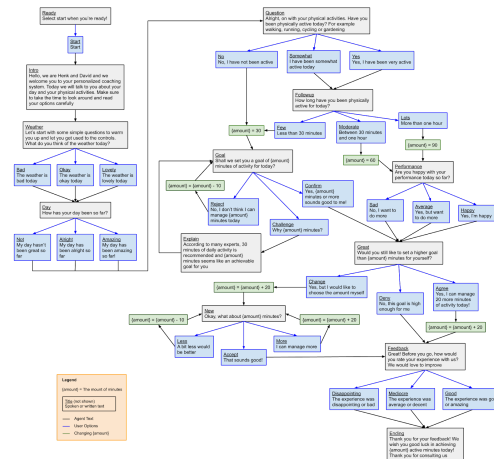 Ready
Select start when you're ready!
Start
Start
Intro
Hello, we are Henk and David and we
welcome you to your personalized coaching
system. Today we will talk to you about your
day and your physical activities. Make sure
to take the time to look around and read
your options carefully
Weather
Let's start with some simple questions to warm
you up and let you get used to the controls.
What do you think of the weather today?
Bad
The weather is
bad today
Okay
The weather is
okay today
Lovely
The weather is
lovely today
Day
How has your day been so far?
Not
My day hasn't
been great so
far
Alright
My day has
been alright so
far
Amazing
My day has
been amazing so
far!
Question
Alright, on with your physical activities. Have you
been physically active today? For example
walking, running, cycling or gardening.
No
No, I have not been active
Somewhat
I have been somewhat
active today
Yes
Yes, I have been very active
Followup
How long have you been physically
active for today?
Few
Less than 30 minutes
Moderate
Between 30 minutes
and one hour
Lots
More than one hour
{amount} = 30
{amount} = 60
{amount} = 90
Goal
Shall we set you a goal of {amount}
minutes of activity for today?
{amount} = {amount} - 10
Reject
No, I don't think I can
manage {amount}
minutes today
Confirm
Yes, {amount}
minutes or more
sounds good to me!
Challenge
Why {amount} minutes?
Explain
According to many experts, 30
minutes of daily activity is
recommended and {amount}
minutes seems like an achievable
goal for you
Performance
Are you happy with your
performance today so far?
Bad
No, I want to
do more
Average
Yes, but want
to do more
Happy
Yes, I'm happy
Great
Would you still like to set a higher goal
than {amount} minutes for yourself?
Change
Yes, but I would like to
choose the amount myself
Deny
No, this goal is high
enough for me
Agree
Yes, I can manage
20 more minutes
of activity today!
{amount} = {amount} + 20
{amount} = {amount} + 20
{amount} = {amount} - 10
New
Okay, what about {amount} minutes?
{amount} = {amount} + 20
Less
A bit less would
be better
Accept
That sounds good!
More
I can manage more
Feedback
Great! Before you go, how would
you rate your experience with us?
We would love to improve.
Disappointing
The experience was
disappointing or bad
Mediocre
The experience was
average or decent
Good
The experience was good
or amazing
Ending
Thank you for your feedback! We
wish you good luck in achieving
{amount} active minutes today!
Thank you for consulting us
Legend
{amount} = The mount of minutes
Title (not shown)
Spoken or written text
Agent Text
User Options
Changing {amount}